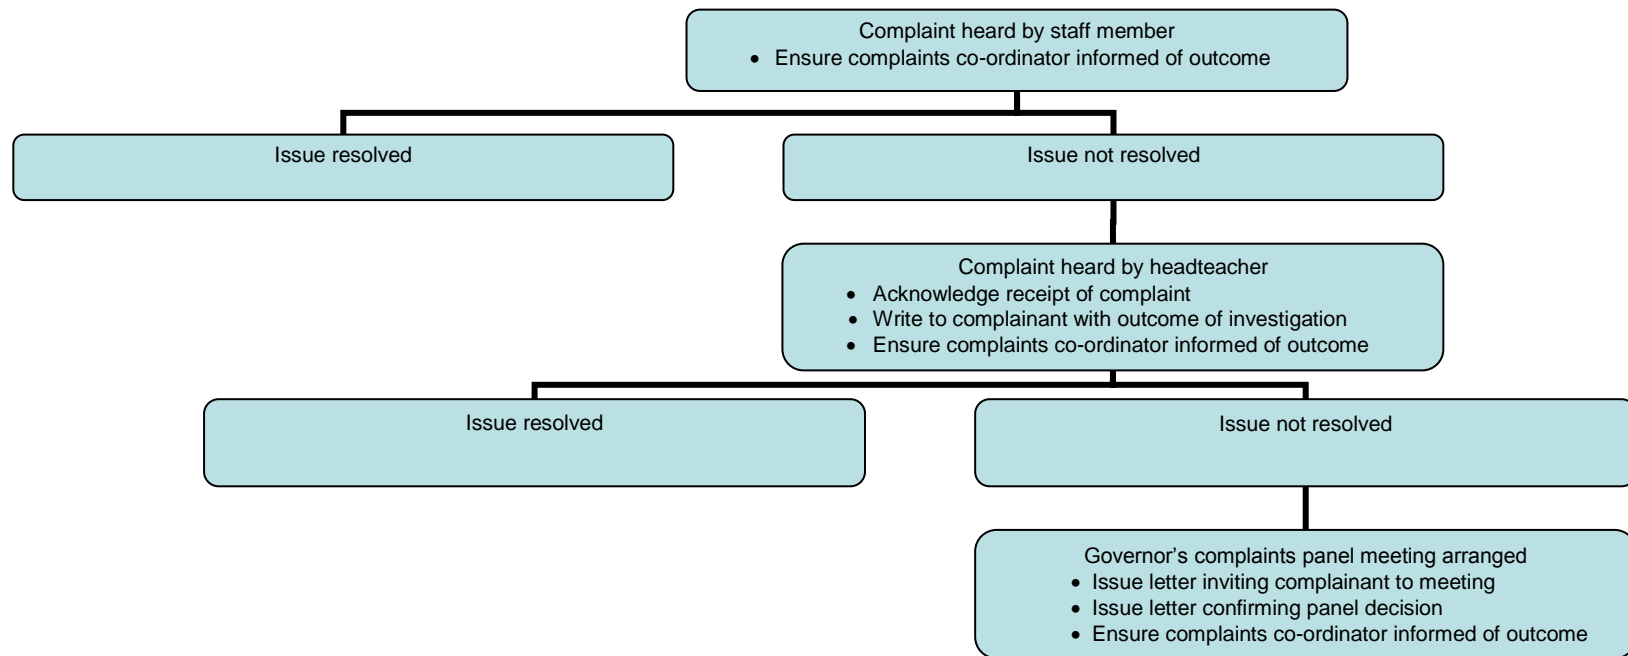 Complaint heard by staff member
• Ensure complaints co-ordinator informed of outcome
Issue resolved
Issue not resolved
Complaint heard by headteacher
• Acknowledge receipt of complaint
• Write to complainant with outcome of investigation
• Ensure complaints co-ordinator informed of outcome
Issue resolved
Issue not resolved
Governor’s complaints panel meeting arranged
• Issue letter inviting complainant to meeting
• Issue letter confirming panel decision
• Ensure complaints co-ordinator informed of outcome